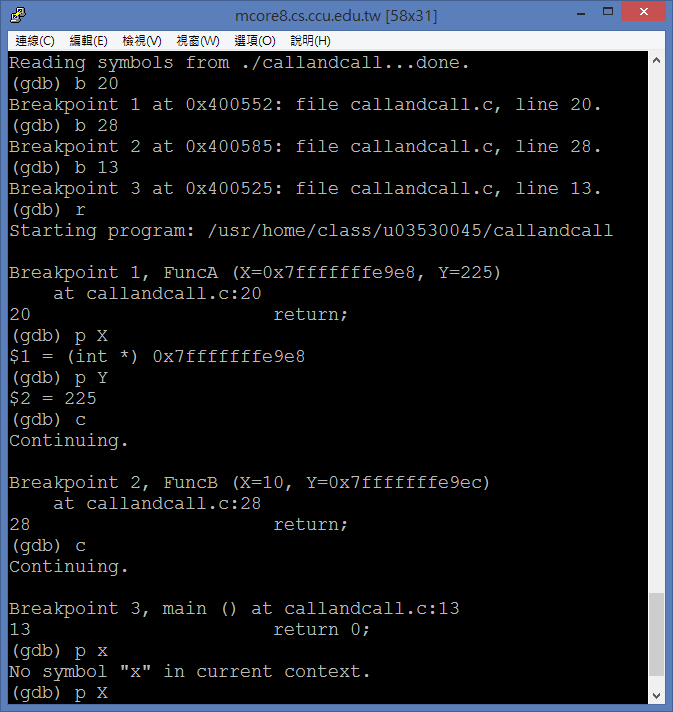 mcore8.cs.ccu.edu.tw [58x31]
連線(C) 編輯(E) 檢視(V) 視窗(W) 選項(O) 說明(H)
Reading symbols from ./callandcall...done.
(gdb) b 20
Breakpoint 1 at 0x400552: file callandcall.c, line 20.
(gdb) b 28
Breakpoint 2 at 0x400585: file callandcall.c, line 28.
(gdb) b 13
Breakpoint 3 at 0x400525: file callandcall.c, line 13.
(gdb) r
Starting program: /usr/home/class/u03530045/callandcall
Breakpoint 1, FuncA (X=0x7fffffffe9e8, Y=225)
    at callandcall.c:20
20                      return;
(gdb) p X
$1 = (int *) 0x7fffffffe9e8
(gdb) p Y
$2 = 225
(gdb) c
Continuing.
Breakpoint 2, FuncB (X=10, Y=0x7fffffffe9ec)
    at callandcall.c:28
28                      return;
(gdb) c
Continuing.
Breakpoint 3, main () at callandcall.c:13
13                      return 0;
(gdb) p x
No symbol "x" in current context.
(gdb) p X